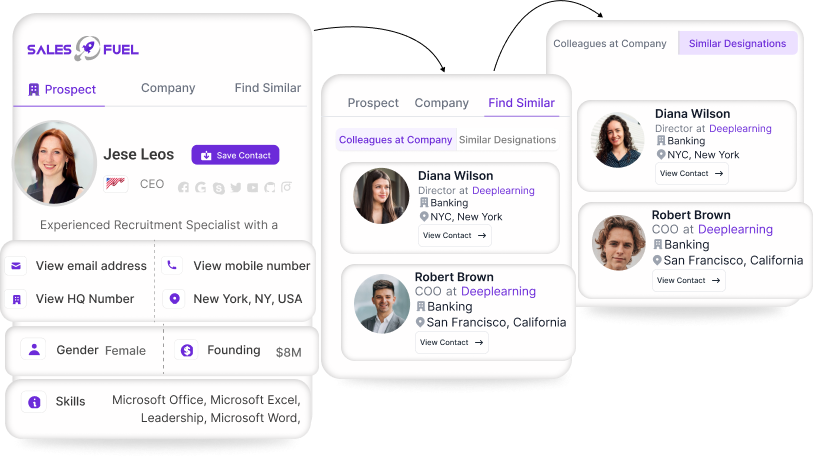 SALES FUEL
Prospect
Company
Find Similar
Jese Leos
Save Contact
CEO
Experienced Recruitment Specialist with a
View email address
View mobile number
View HQ Number
New York, NY, USA
Gender Female
Founding $8M
Skills
Microsoft Office, Microsoft Excel,
Leadership, Microsoft Word,
Prospect
Company
Find Similar
Colleagues at Company
Similar Designations
Diana Wilson
Director at Deeplearning
Banking
NYC, New York
View Contact →
Robert Brown
COO at Deeplearning
Banking
San Francisco, California
View Contact →
Colleagues at Company
Similar Designations
Diana Wilson
Director at Deeplearning
Banking
NYC, New York
View Contact →
Robert Brown
COO at Deeplearning
Banking
San Francisco, California
View Contact →